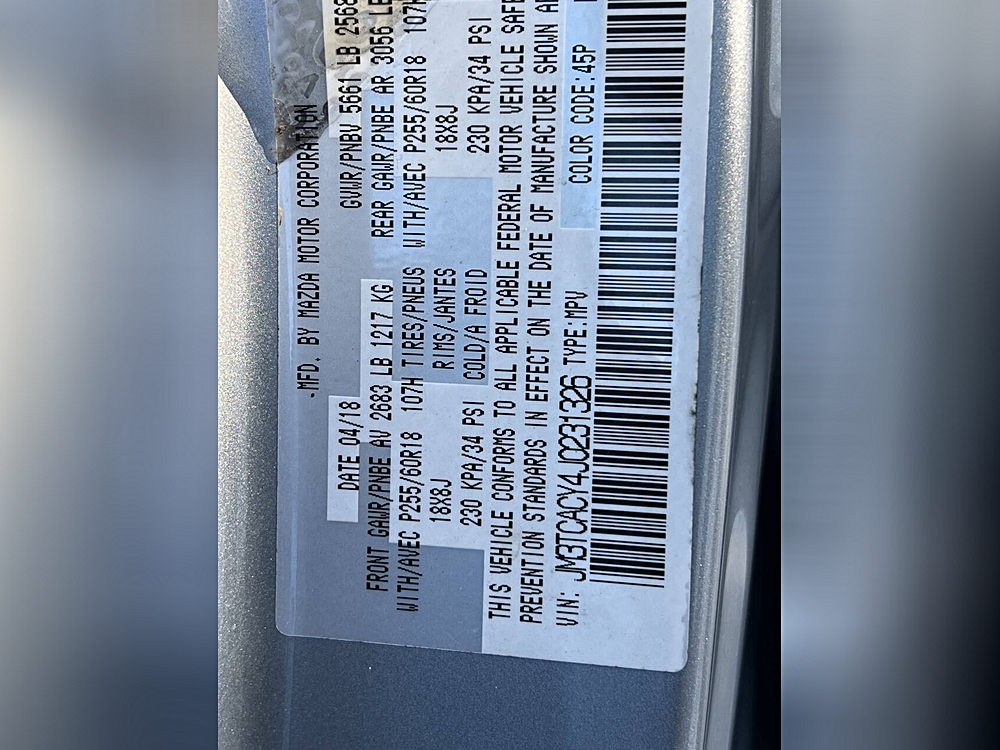 -MFD. BY MAZDA MOTOR CORPORATION
DATE 04/18 GVWR/PNBV 5661 LB 2568
FRONT GAWR/PNBE AV 2683 LB 1217 KG REAR GAWR/PNBE AR 3056 LB
WITH/AVEC P255/60R18 107H TIRES/PNEUS WITH/AVEC P255/60R18 107H
18X8J RIMS/JANTES 18X8J
230 KPA/34 PSI COLD/A FROID 230 KPA/34 PSI
THIS VEHICLE CONFORMS TO ALL APPLICABLE FEDERAL MOTOR VEHICLE SAFE
PREVENTION STANDARDS IN EFFECT ON THE DATE OF MANUFACTURE SHOWN
VIN: JM3TCACY4J0231326 TYPE:MPV COLOR CODE:45P